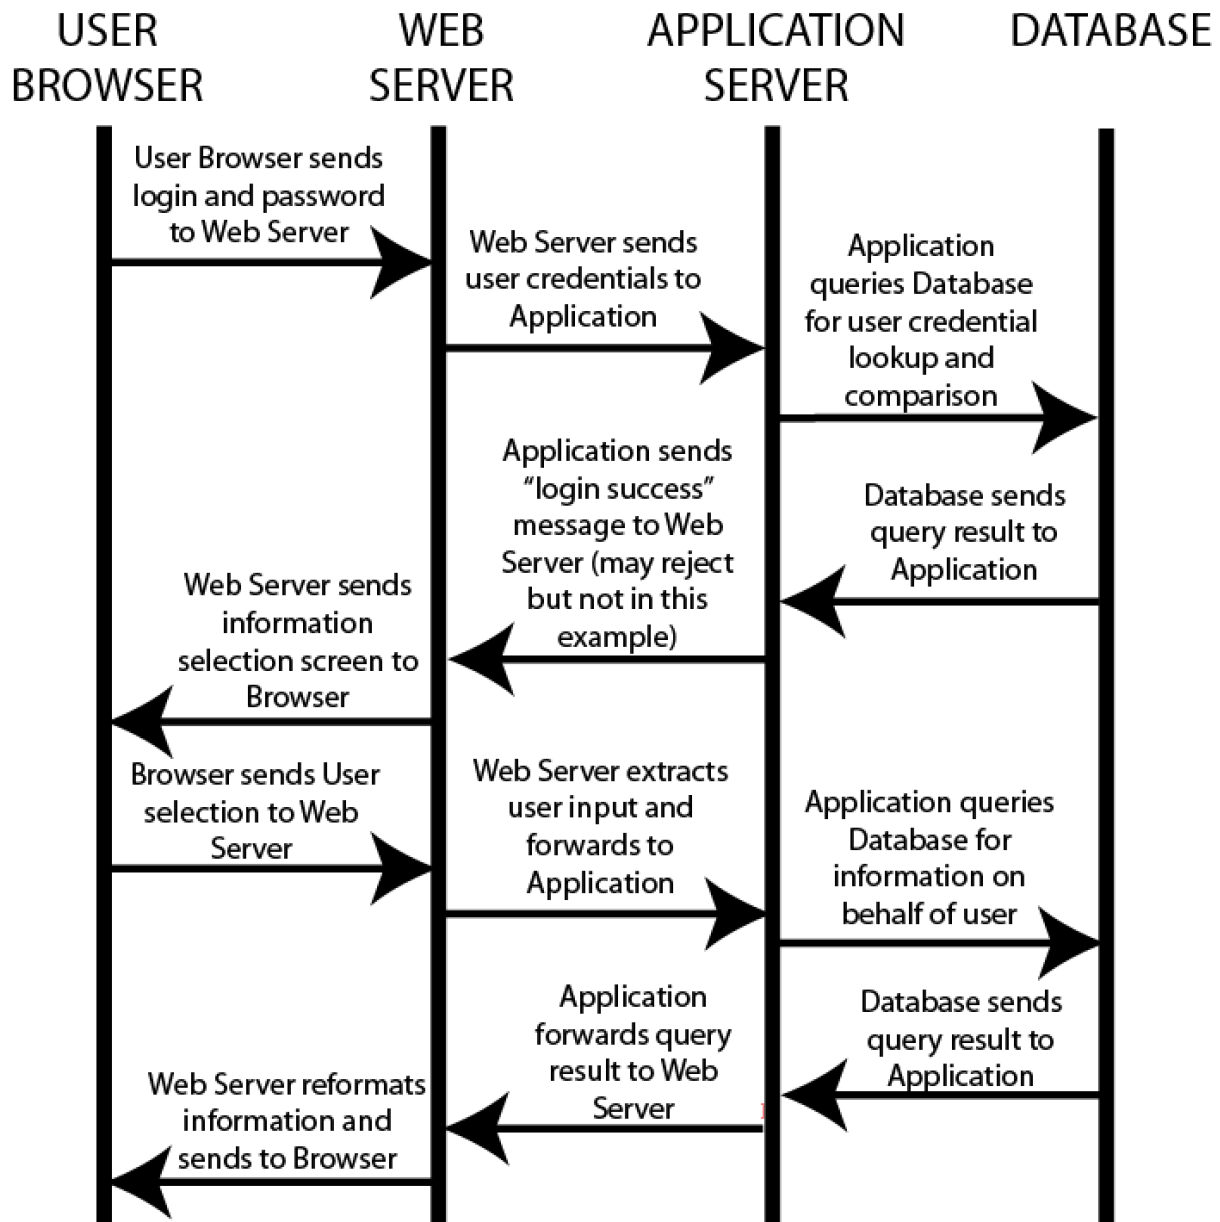 USER
BROWSER
WEB
SERVER
APPLICATION
SERVER
DATABASE
User Browser sends
login and password
to Web Server
Web Server sends
user credentials to
Application
Application
queries Database
for user credential
lookup and
comparison
Database sends
query result to
Application
Application sends
“login success”
message to Web
Server (may reject
but not in this
example)
Web Server sends
information
selection screen to
Browser
Browser sends User
selection to Web
Server
Web Server extracts
user input and
forwards to
Application
Application queries
Database for
information on
behalf of user
Database sends
query result to
Application
Application
forwards query
result to Web
Server
Web Server reformats
information and
sends to Browser